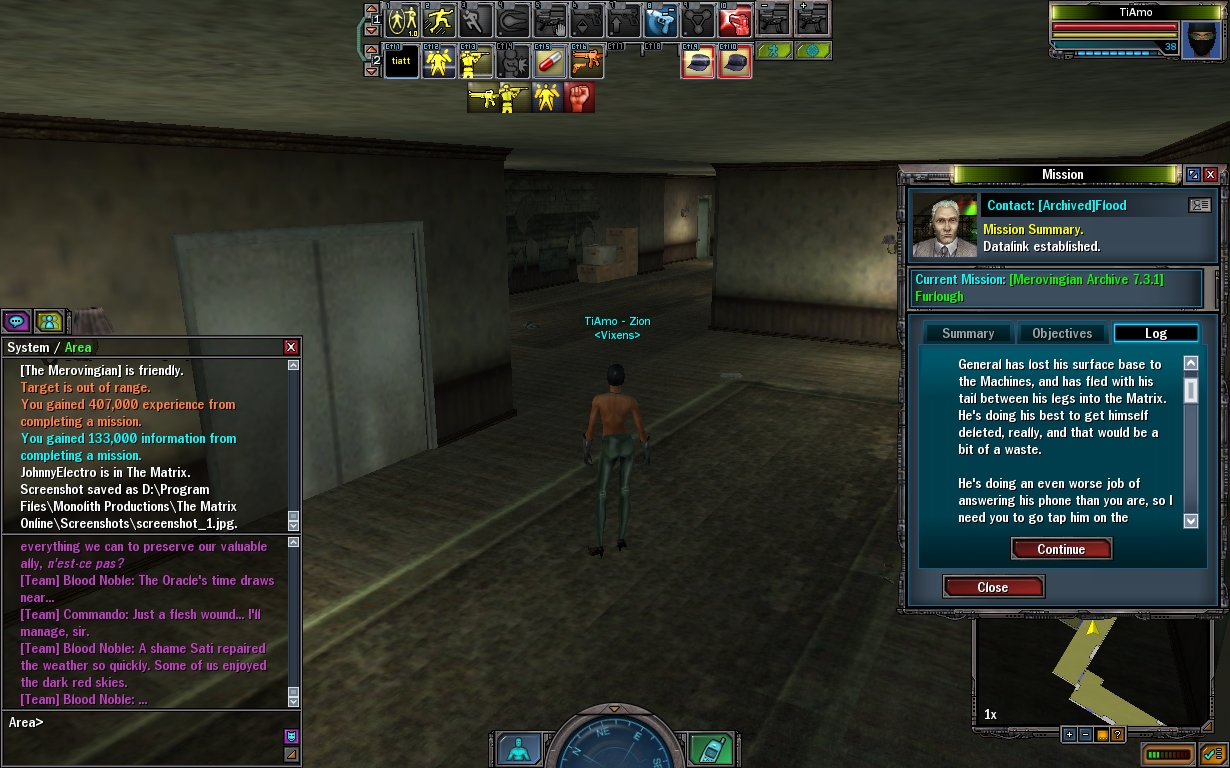 TiAmo
38
1
1.0
2
tiatt
Mission
Contact: [Archived]Flood
Mission Summary.
Datalink established.
Current Mission: [Merovingian Archive 7.3.1]
Furlough
Summary
Objectives
Log
General has lost his surface base to
the Machines, and has fled with his
tail between his legs into the Matrix.
He's doing his best to get himself
deleted, really, and that would be a
bit of a waste.
He's doing an even worse job of
answering his phone than you are, so I
need you to go tap him on the
Continue
Close
TiAmo - Zion
<Vixens>
System / Area
[The Merovingian] is friendly.
Target is out of range.
You gained 407,000 experience from
completing a mission.
You gained 133,000 information from
completing a mission.
JohnnyElectro is in The Matrix.
Screenshot saved as D:\Program
Files\Monolith Productions\The Matrix
Online\Screenshots\screenshot_1.jpg.
everything we can to preserve our valuable
ally, n'est-ce pas?
[Team] Blood Noble: The Oracle's time draws
near...
[Team] Commando: Just a flesh wound.. I'll
manage, sir.
[Team] Blood Noble: A shame Sati repaired
the weather so quickly. Some of us enjoyed
the dark red skies.
[Team] Blood Noble: ...
Area>
1x
NE
E